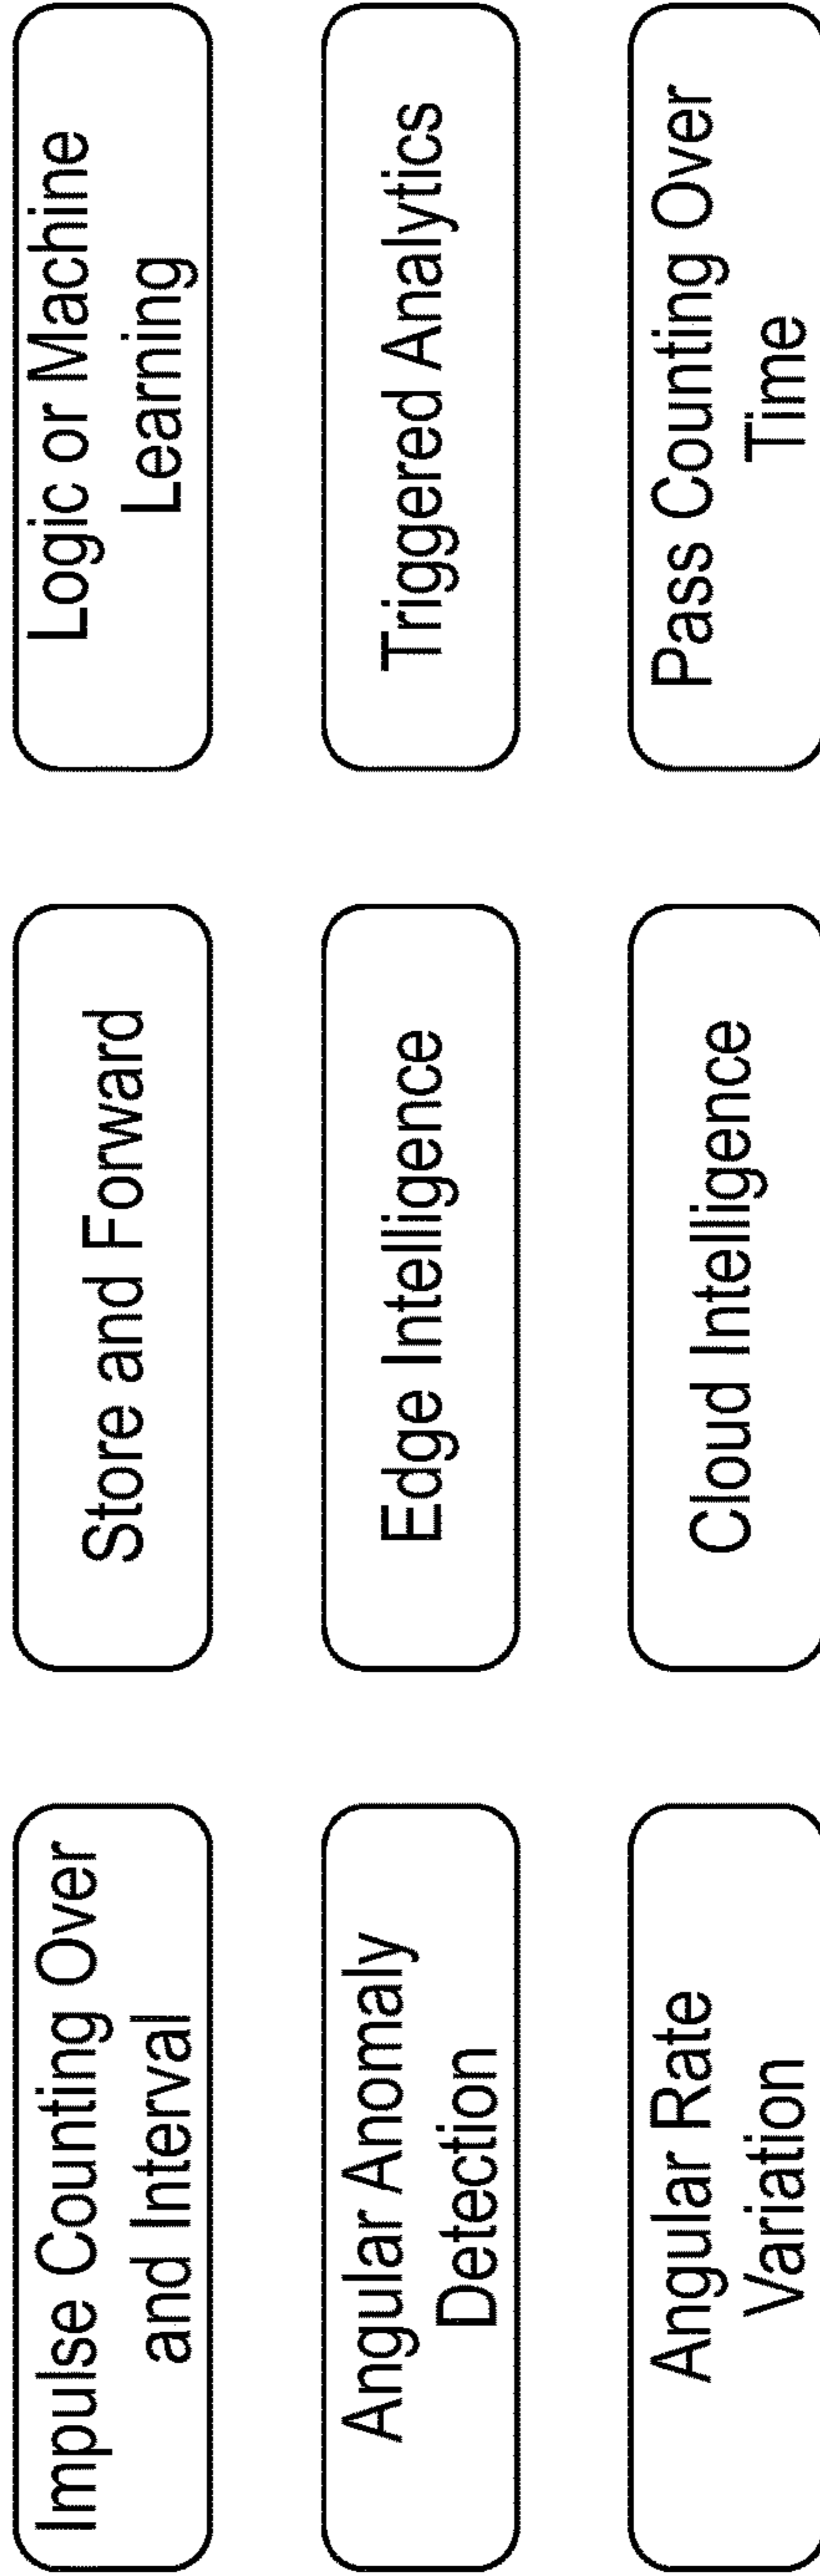 Impulse Counting Over
and Interval
Store and Forward
Logic or Machine
Learning
Angular Anomaly
Detection
Edge Intelligence
Triggered Analytics
Angular Rate
Variation
Cloud Intelligence
Pass Counting Over
Time